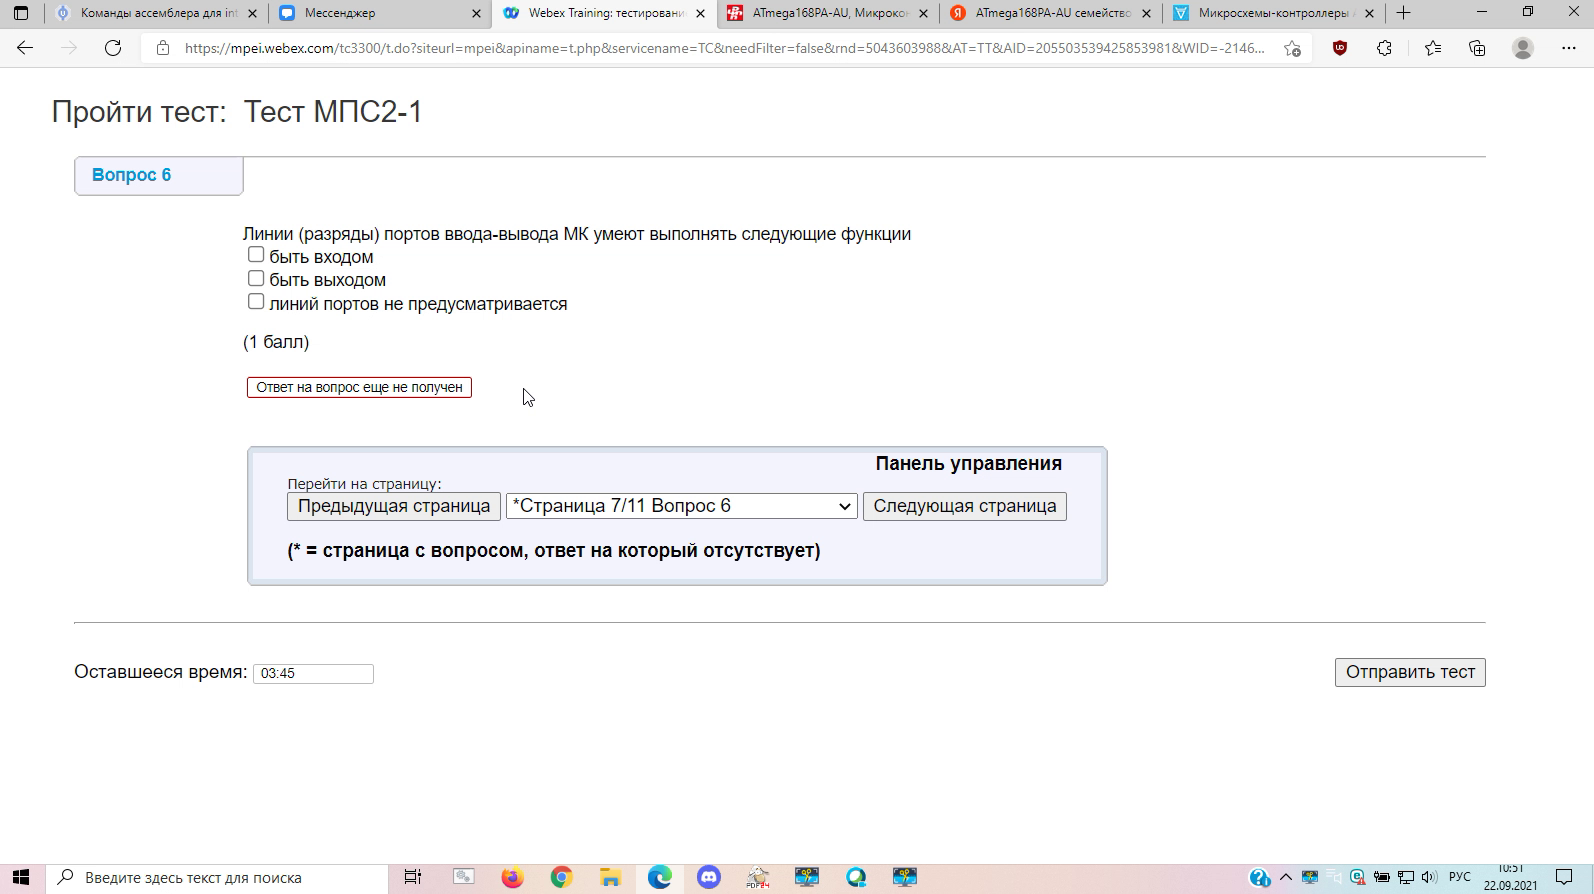 Команды ассемблера для int
Мессенджер
Webex Training: тестировани
ATmega168PA-AU, Микрокон
ATmega168PA-AU семейство
Микросхемы-контроллеры
https://mpei.webex.com/tc3300/t.do?siteurl=mpei&apiname=t.php&servicename=TC&needFilter=false&rnd=5043603988&AT=TT&AID=205503539425853981&WID=-2146...
Пройти тест: Тест МПС2-1
Вопрос 6
Линии (разряды) портов ввода-вывода МК умеют выполнять следующие функции
быть входом
быть выходом
линий портов не предусматривается
(1 балл)
Ответ на вопрос еще не получен
Панель управления
Перейти на страницу:
Предыдущая страница *Страница 7/11 Вопрос 6 Следующая страница
(* = страница с вопросом, ответ на который отсутствует)
Оставшееся время: 03:45 Отправить тест
Введите здесь текст для поиска
PDF24
РУС
10:51
22.09.2021